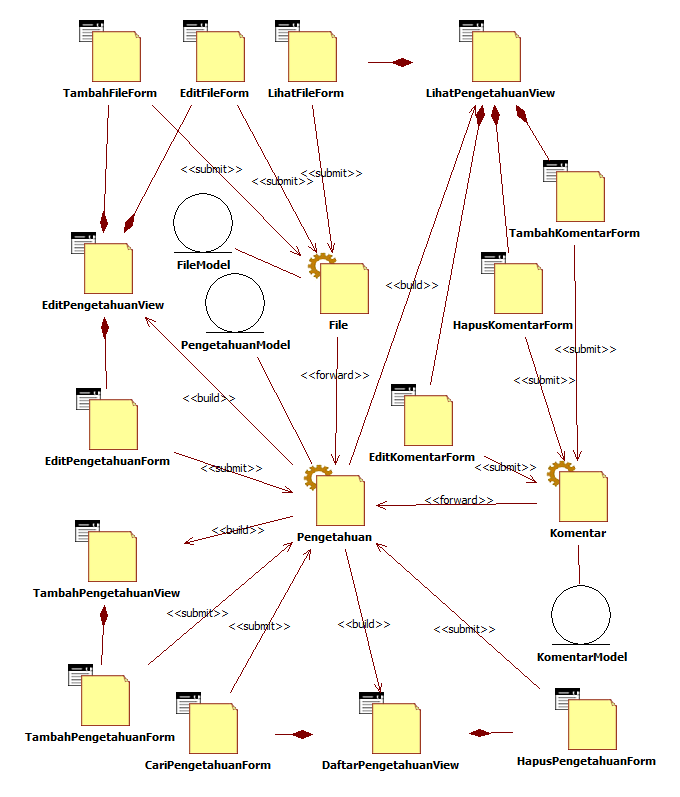 TambahFileForm
EditFileForm
LihatFileForm
LihatPengetahuanView
<<submit>>
<<submit>>
<<submit>>
TambahKomentarForm
FileModel
<<build>>
EditPengetahuanView
File
HapusKomentarForm
PengetahuanModel
<<submit>>
<<forward>>
<<submit>>
<<build>>
EditPengetahuanForm
EditKomentarForm
<<submit>>
<<submit>>
<<forward>>
Pengetahuan
Komentar
<<build>>
TambahPengetahuanView
<<submit>>
<<submit>>
<<build>>
<<submit>>
KomentarModel
TambahPengetahuanForm
CariPengetahuanForm
DaftarPengetahuanView
HapusPengetahuanForm